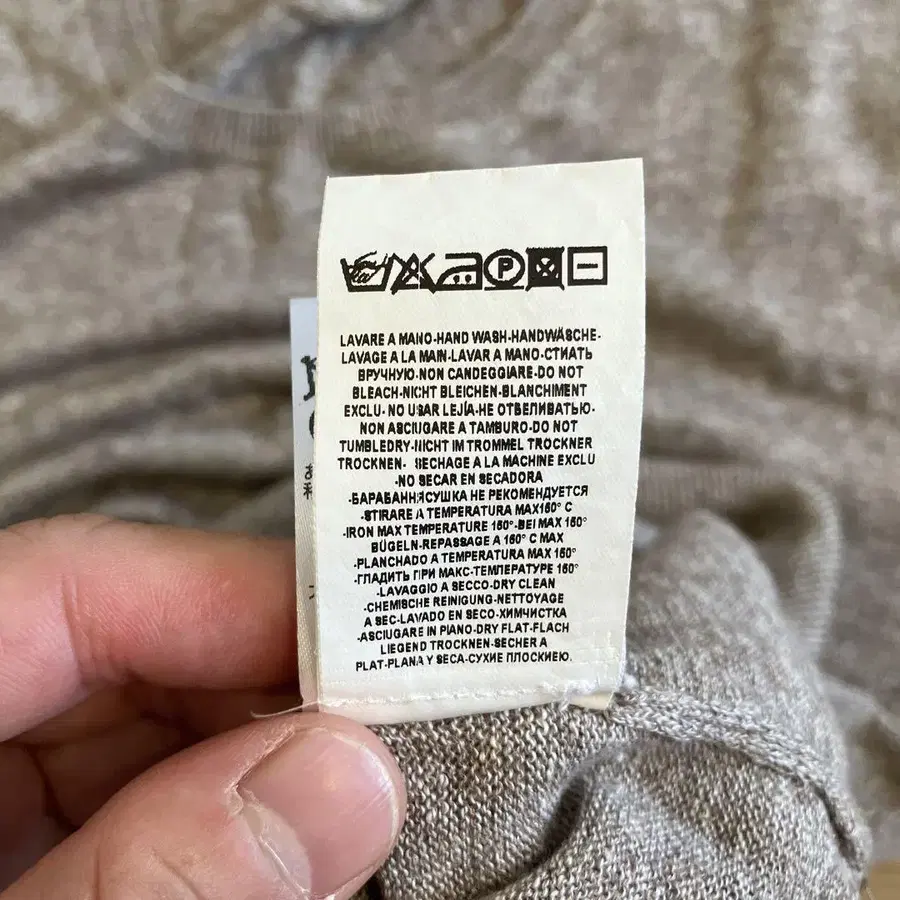 P
LAVARE A MANO-HAND WASH-HANDWÄSCHE-
LAVAGE A LA MAIN-LAVAR A MANO-СТИАТЬ
ВРУЧНУЮ-NON CANDEGGIARE-DO NOT
BLEACH-NICHT BLEICHEN-BLANCHIMENT
EXCLU- NO USAR LEJÍA-НЕ ОТВЕЛИВАТЬЮ-
NON ASCIUGARE A TAMBURO-DO NOT
TUMBLEDRY-NICHT IM TROMMEL TROCKNER
TROCKNEN- SECHAGE A LA MACHINE EXCLU
-NO SECAR EN SECADORA
-БАРАБАННЯСУШКА НЕ РЕКОМЕНДУЕТСЯ
-STIRARE A TEMPERATURA MAX150° C
-IRON MAX TEMPERATURE 150°-BEI MAX 150°
BÜGELN-REPASSAGE A 150° C MAX
-PLANCHADO A TEMPERATURA MAX 150°
-ГЛАДИТЬ ПРИ МАКС-ТЕМПЕРАТУРЕ 150°
-LAVAGGIO A SECCO-DRY CLEAN
-CHEMISCHE REINIGUNG-NETTOYAGE
A SEC-LAVADO EN SECO-ХИМЧИСТКА
-ASCIUGARE IN PIANO-DRY FLAT-FLACH
LIEGEND TROCKNEN-SECHER A
PLAT-PLANA Y SECA-СУХИЕ ПЛОСКИЕЮ.